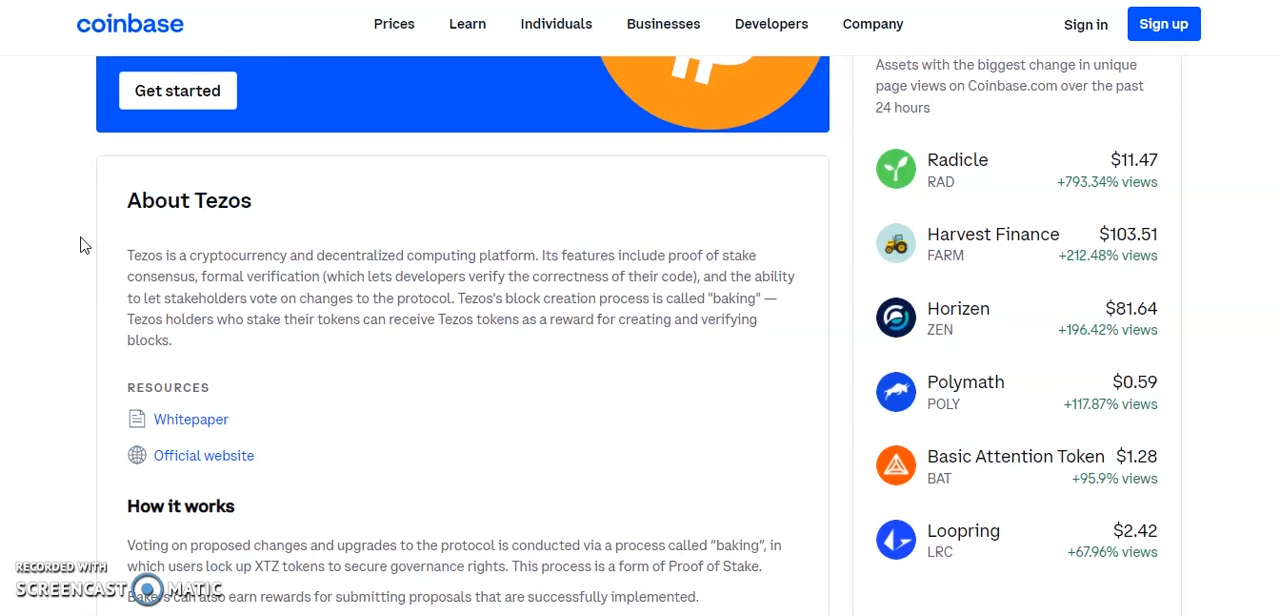 coinbase
Prices
Learn
Individuals
Businesses
Developers
Company
Sign in
Sign up
Get started
About Tezos
Tezos is a cryptocurrency and decentralized computing platform. Its features include proof of stake
consensus, formal verification (which lets developers verify the correctness of their code), and the ability
to let stakeholders vote on changes to the protocol. Tezos's block creation process is called "baking" —
Tezos holders who stake their tokens can receive Tezos tokens as a reward for creating and verifying
blocks.
RESOURCES
Whitepaper
Official website
How it works
Voting on proposed changes and upgrades to the protocol is conducted via a process called “baking”, in
which users lock up XTZ tokens to secure governance rights. This process is a form of Proof of Stake.
Bakers can also earn rewards for submitting proposals that are successfully implemented.
Assets with the biggest change in unique
page views on Coinbase.com over the past
24 hours
Radicle $11.47
RAD +793.34% views
Harvest Finance $103.51
FARM +212.48% views
Horizen $81.64
ZEN +196.42% views
Polymath $0.59
POLY +117.87% views
Basic Attention Token $1.28
BAT +95.9% views
Loopring $2.42
LRC +67.96% views
RECORDED WITH
SCREENCAST MATIC